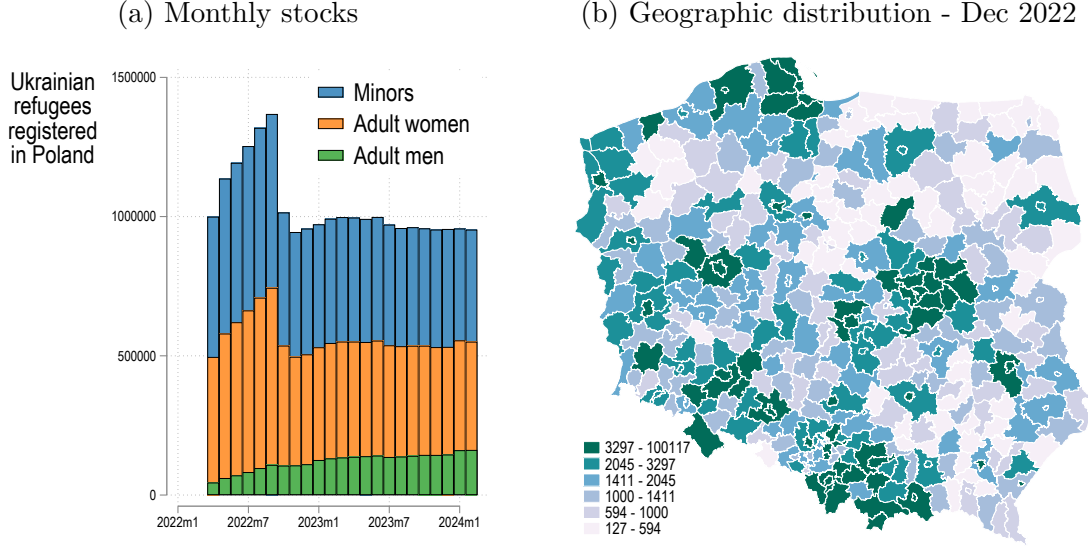 (a) Monthly stocks
Ukrainian
refugees
registered
in Poland
1500000
1000000
500000
0
Minors
Adult women
Adult men
2022m1
2022m7
2023m1
2023m7
2024m1
(b) Geographic distribution - Dec 2022
3297 - 100117
2045 - 3297
1411 - 2045
1000 - 1411
594 - 1000
127 - 594